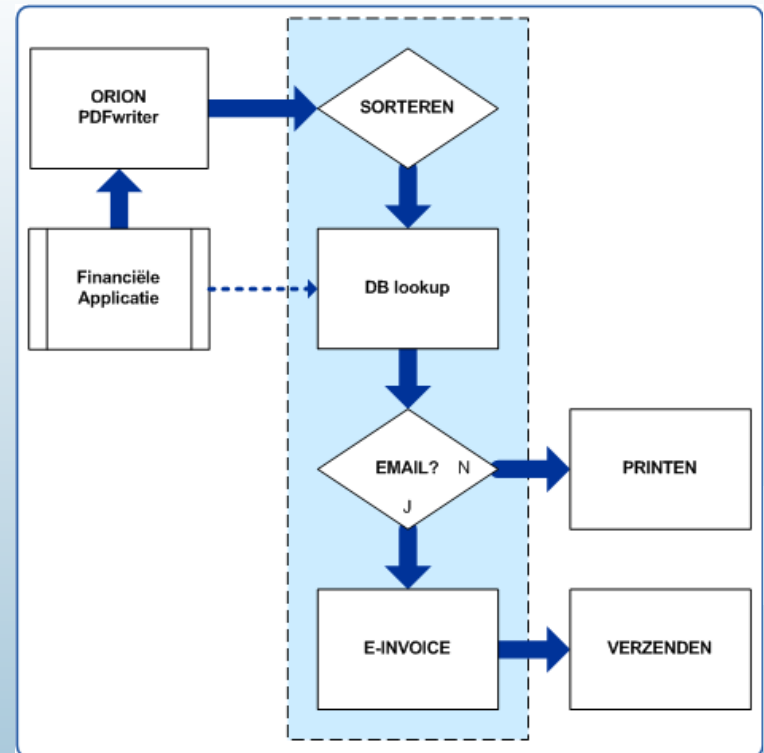 ORION
PDFwriter
SORTEREN
Financiële
Applicatie
DB lookup
EMAIL? N
J
PRINTEN
E-INVOICE
VERZENDEN